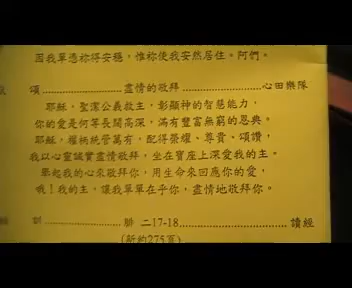 因我單憑祢得安穩，惟祢使我安然居住。阿們。
頌……………………盡情的敬拜……………………心田樂隊
耶穌，聖潔公義救主，彰顯神的智慧能力，
你的愛是何等長闊高深，滿有豐富無窮的恩典。
耶穌，權柄統管萬有，配得榮耀、尊貴、頌讚，
我以心靈誠實盡情敬拜，坐在寶座上深愛我的主。
舉起我的心來敬拜你，用生命來回應你的愛，
哦！我的主，讓我單單在乎你，盡情地敬拜你。
訓……………………腓 二17-18……………………讀經
(新約275頁)